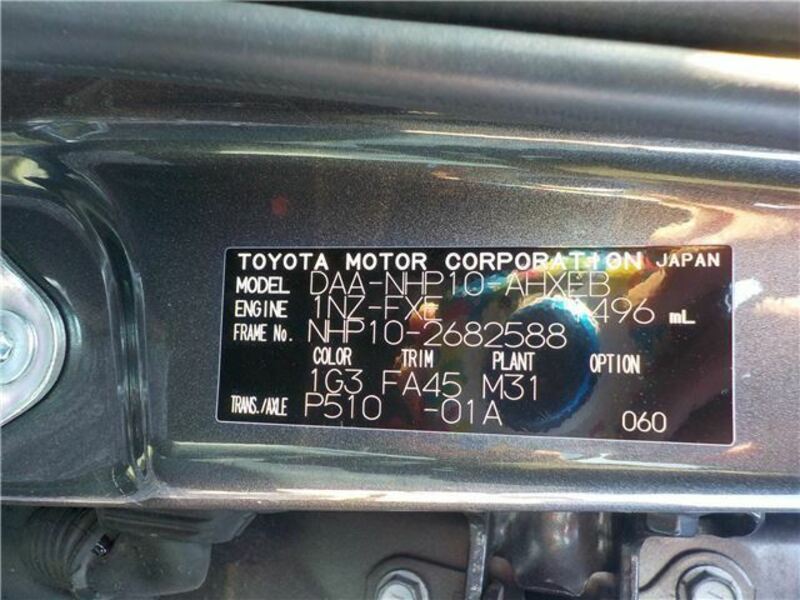 TOYOTA MOTOR CORPORATION JAPAN
MODEL DAA-NHP10-AHXEB
ENGINE 1NZ-FXE 1,496 mL
FRAME No. NHP10-2682588
COLOR TRIM PLANT OPTION
1G3 FA45 M31
TRANS./AXLE P510 -01A
060